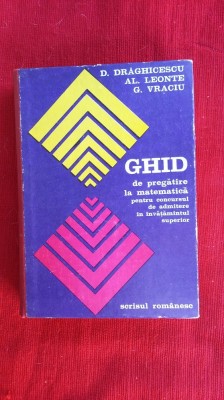 D. DRĂGHICESCU
AL. LEONTE
G. VRACIU
GHID
de pregătire
la matematică
pentru concursul
de admitere
în învățămîntul
superior
scrisul românesc